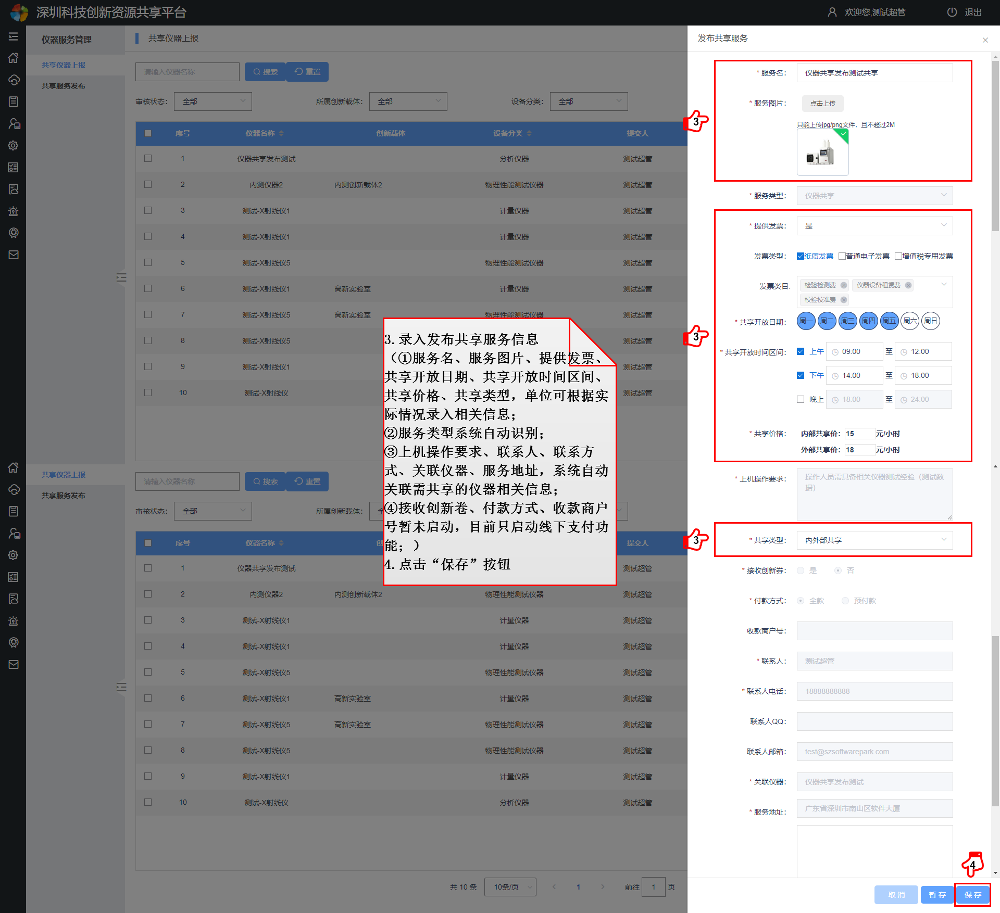 深圳科技创新资源共享平台
欢迎您,测试超管
退出
仪器服务管理
共享仪器上报
共享服务发布
共享仪器上报
请输入仪器名称
搜索
重置
审核状态: 全部
所属创新载体: 全部
设备分类: 全部
序号 仪器名称 创新载体 设备分类 提交人
1 仪器共享发布测试 分析仪器 测试超管
2 内测仪器2 内测创新载体2 物理性能测试仪器 测试超管
3 测试-X射线仪1 计量仪器 测试超管
4 测试-X射线仪1 计量仪器 测试超管
5 测试-X射线仪5 物理性能测试仪器 测试超管
6 测试-X射线仪1 高新实验室 计量仪器 测试超管
7 测试-X射线仪5 高新实验室 物理性能测试仪器 测试超管
8 测试-X射线仪5 测试超管
9 测试-X射线仪1 测试超管
10 测试-X射线仪 测试超管
3.录入发布共享服务信息
（①服务名、服务图片、提供发票、
共享开放日期、共享开放时间区间、
共享价格、共享类型，单位可根据实
际情况录入相关信息；
②服务类型系统自动识别；
③上机操作要求、联系人、联系方
式、关联仪器、服务地址，系统自动
关联需共享的仪器相关信息；
④接收创新卷、付款方式、收款商户
号暂未启动，目前只启动线下支付功
能；）
4.点击“保存”按钮
共享仪器上报
共享服务发布
请输入仪器名称
搜索
重置
审核状态: 全部
所属创新载体: 全
序号 仪器名称 创 提交人
1 仪器共享发布测试 测试超管
2 内测仪器2 内测创新载体2 物理性能测试仪器 测试超管
3 测试-X射线仪1 计量仪器 测试超管
4 测试-X射线仪1 计量仪器 测试超管
5 测试-X射线仪5 物理性能测试仪器 测试超管
6 测试-X射线仪1 高新实验室 计量仪器 测试超管
7 测试-X射线仪5 高新实验室 物理性能测试仪器 测试超管
8 测试-X射线仪5 物理性能测试仪器 测试超管
9 测试-X射线仪1 计量仪器 测试超管
10 测试-X射线仪 分析仪器 测试超管
共 10 条 10条/页 1 前往 1 页
发布共享服务
3
* 服务名: 仪器共享发布测试共享
* 服务图片: 点击上传
只能上传jpg/png文件，且不超过2M
* 服务类型: 仪器共享
3
* 提供发票: 是
发票类型: 纸质发票 普通电子发票 增值税专用发票
发票类目: 检验检测费 仪器设备租赁费
校验校准费
* 共享开放日期: 周一 周二 周三 周四 周五 周六 周日
* 共享开放时间区间: 上午 09:00 至 12:00
下午 14:00 至 18:00
晚上 18:00 至 24:00
* 共享价格: 内部共享价: 15 元/小时
外部共享价: 18 元/小时
* 上机操作要求: 操作人员需具备相关仪器测试经验（测试数
据）
3
* 共享类型: 内外部共享
* 接收创新券: 是 否
* 付款方式: 全款 预付款
收款商户号:
* 联系人: 测试超管
* 联系人电话: 18888888888
联系人QQ:
联系人邮箱: test@szsoftwarepark.com
* 关联仪器: 仪器共享发布测试
* 服务地址: 广东省深圳市南山区软件大厦
4
取 消
暂 存
保 存